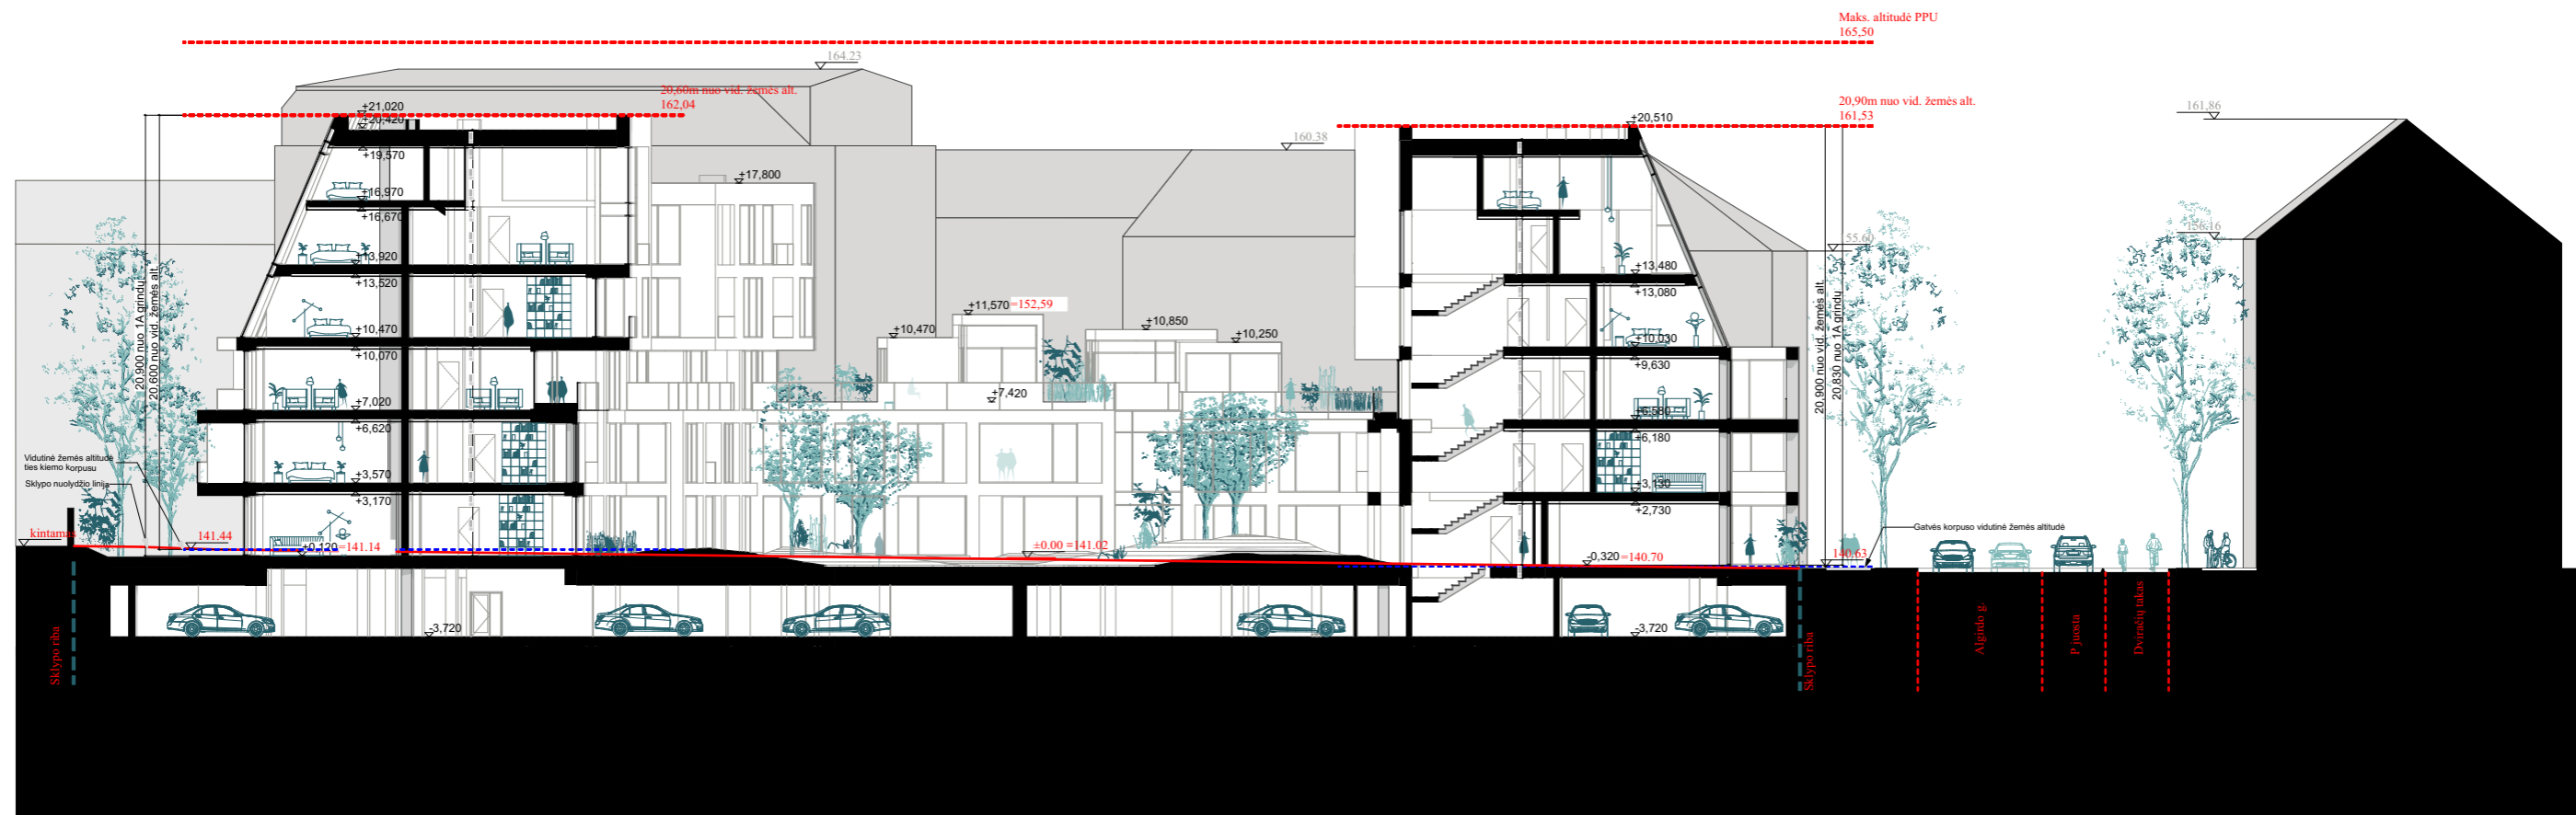 Maks. altitudė PPU
165,50
164.23
20,60m nuo vid. žemės alt.
162,04
20,90m nuo vid. žemės alt.
161,53
161,86
+21,020
+20,420
+20,510
160.38
+19,570
+17,800
+16,970
+16,670
156.16
155.60
+13,920
+13,520
+13,480
+13,080
+11,570
=152,59
+10,470
+10,470
+10,850
+10,250
+10,070
+10,030
+9,630
20,900 nuo 1A grindų
20,600 nuo vid. žemės alt.
20,900 nuo vid. žemės alt.
20,830 nuo 1A grindų
+7,020
+7,420
+6,620
+6,580
+6,180
Vidutinė žemės altitudė
ties kiemo korpusu
Sklypo nuolydžio linija
+3,570
+3,170
+3,130
+2,730
kintamas
141.44
+0,120
=141.14
±0.00 =141.02
-0,320
=140.70
140.63
Gatvės korpuso vidutinė žemės altitudė
-3,720
-3,720
Sklypo riba
Sklypo riba
Algirdo g.
P juosta
Dviračių takas